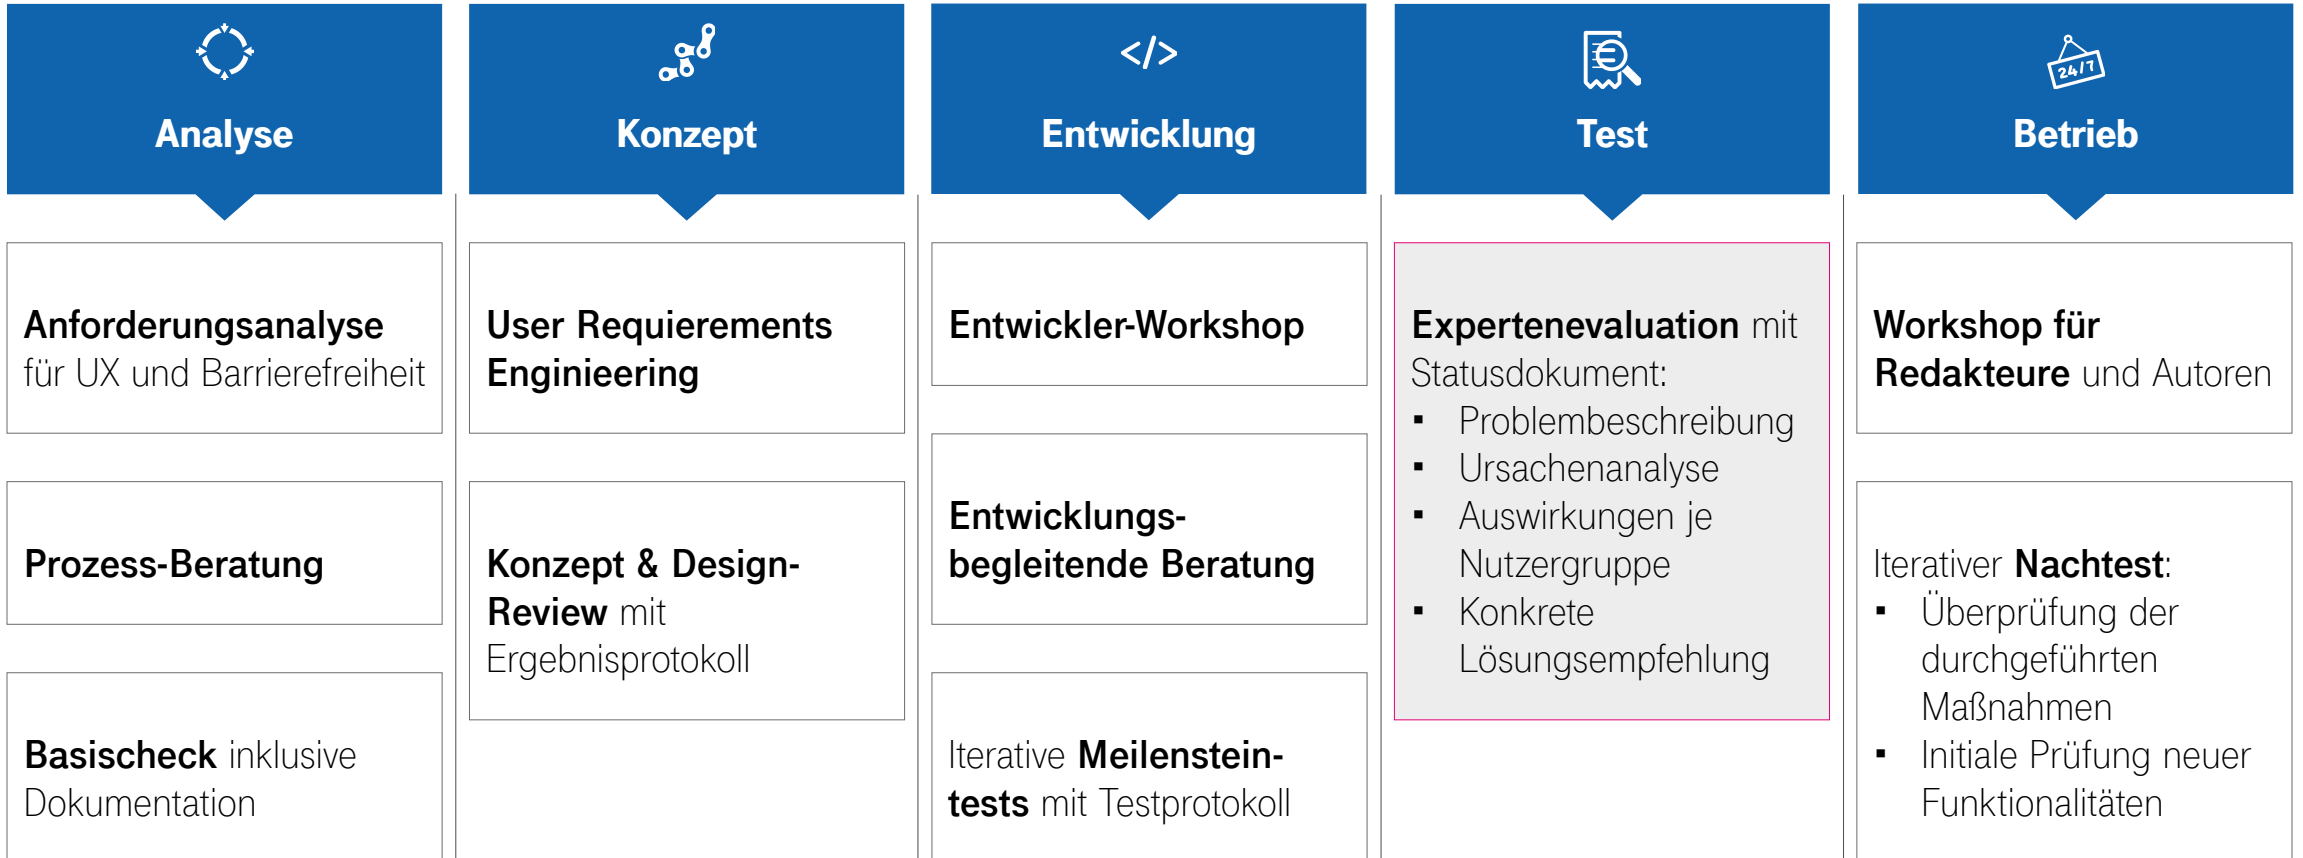 Analyse
Anforderungsanalyse
für UX und Barrierefreiheit
Prozess-Beratung
Basischeck inklusive
Dokumentation
Konzept
User Requierements
Enginieering
Konzept & Design-
Review mit
Ergebnisprotokoll
</>
Entwicklung
Entwickler-Workshop
Entwicklungs-
begleitende Beratung
Iterative Meilenstein-
tests mit Testprotokoll
Test
Expertenevaluation mit
Statusdokument:
▪ Problembeschreibung
▪ Ursachenanalyse
▪ Auswirkungen je
Nutzergruppe
▪ Konkrete
Lösungsempfehlung
24/7
Betrieb
Workshop für
Redakteure und Autoren
Iterativer Nachtest:
▪ Überprüfung der
durchgeführten
Maßnahmen
▪ Initiale Prüfung neuer
Funktionalitäten